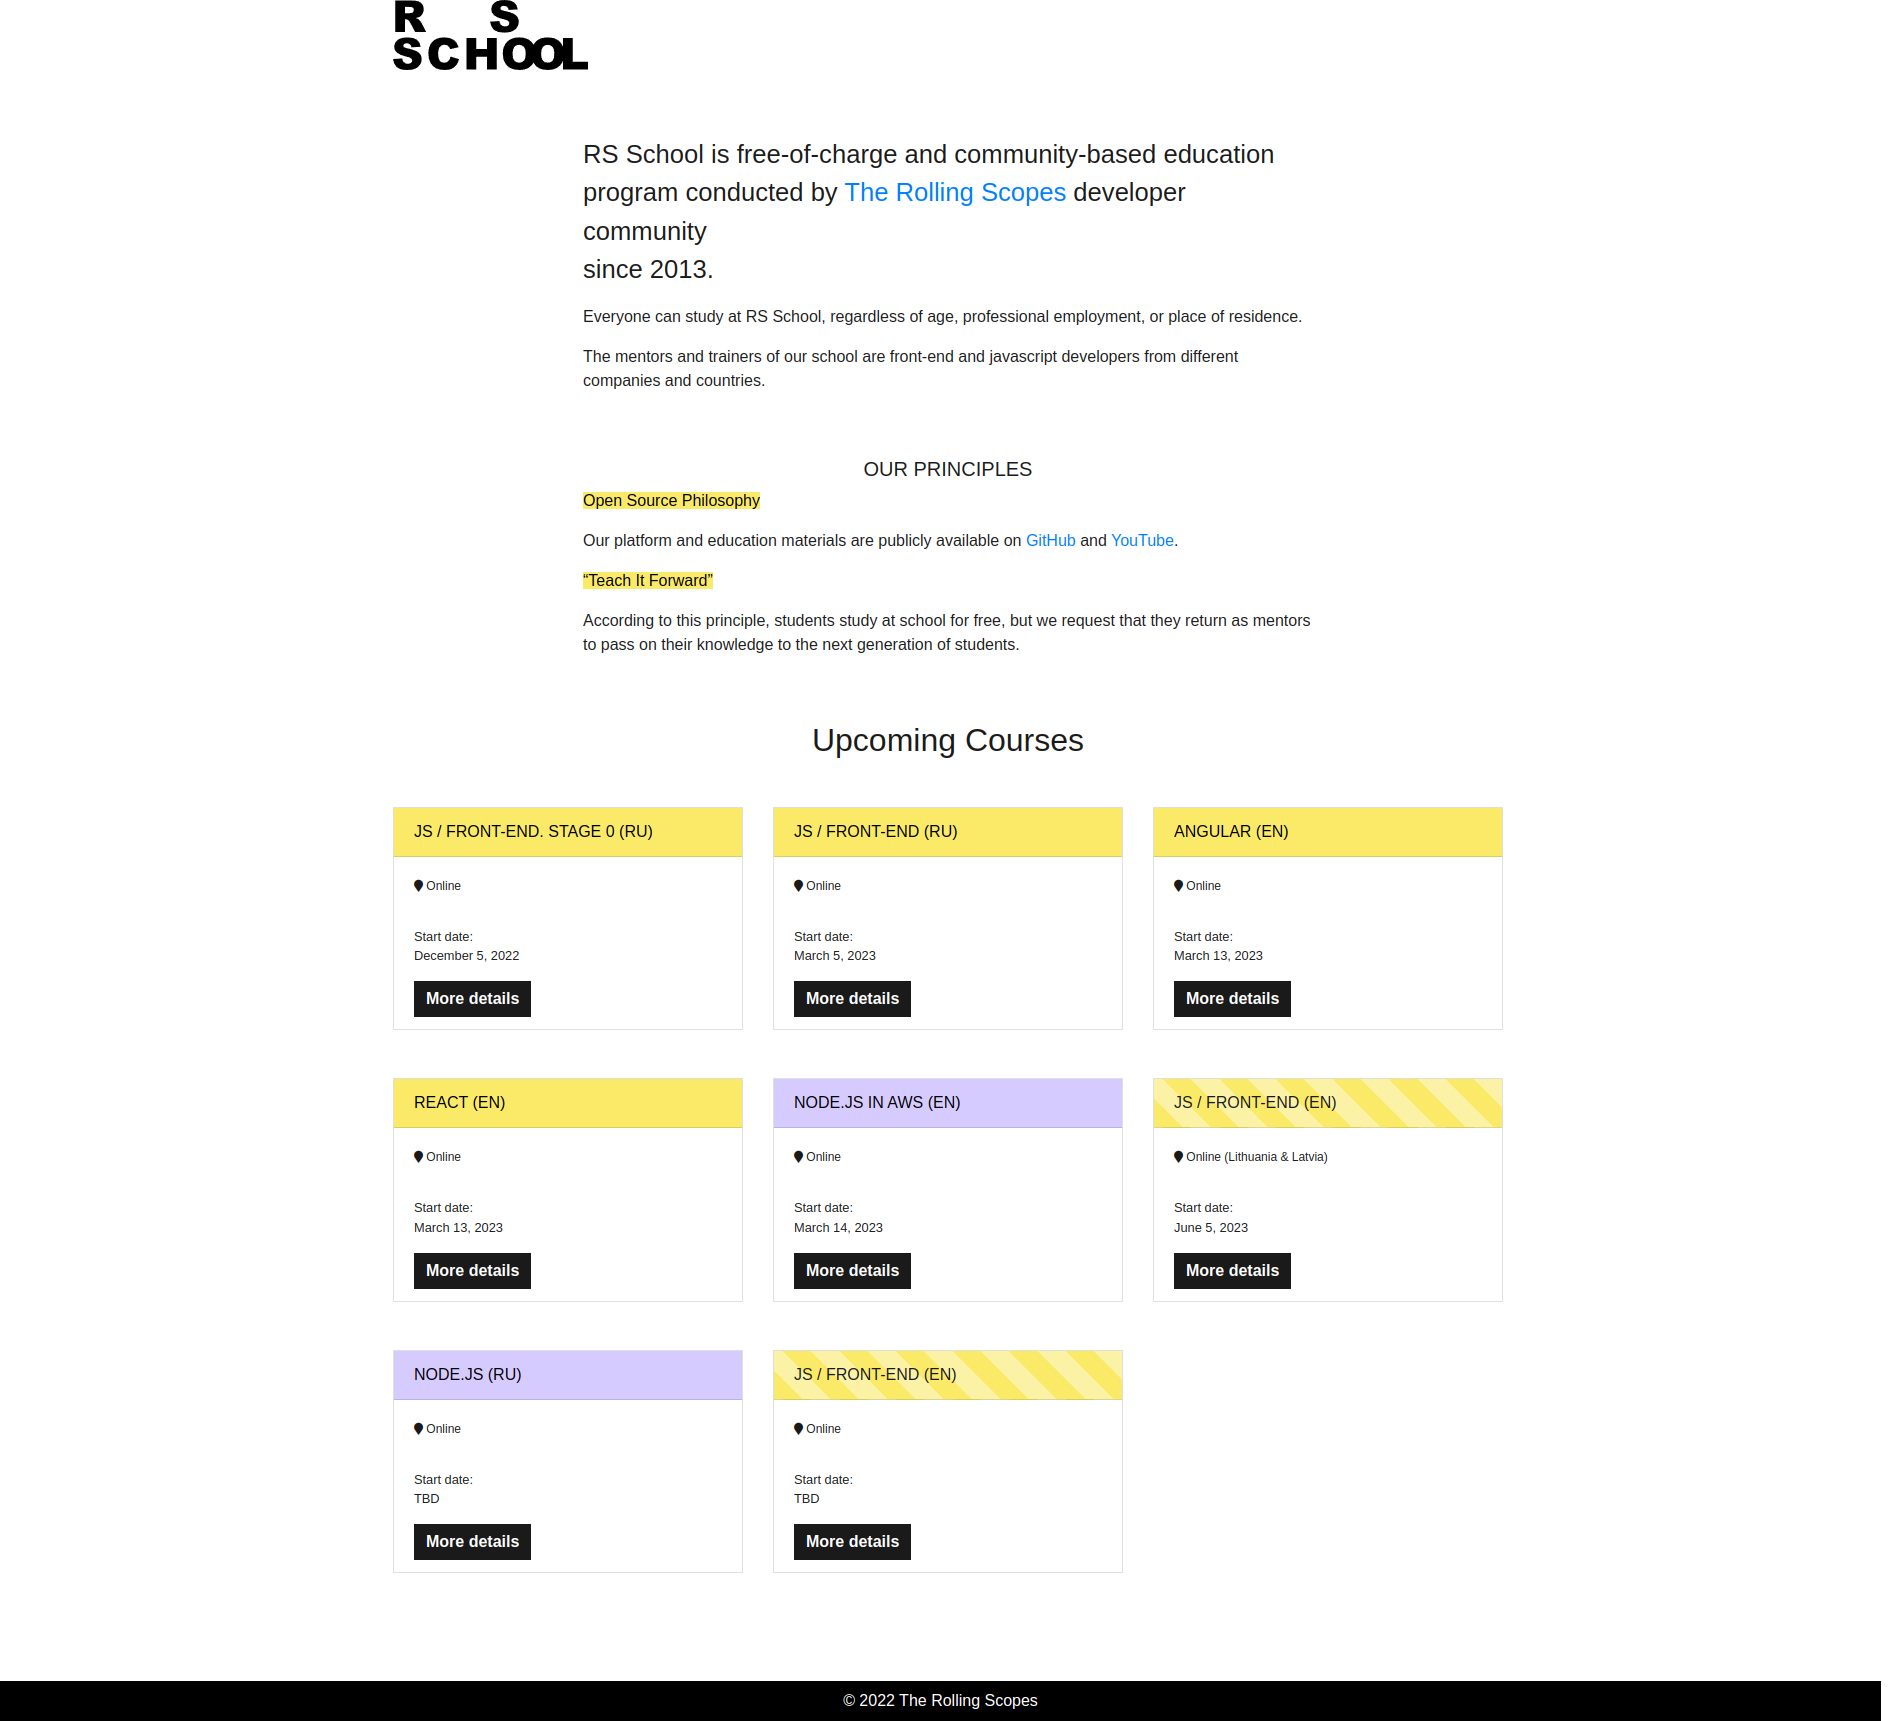 R S
SCHOOL
RS School is free-of-charge and community-based education
program conducted by The Rolling Scopes developer
community
since 2013.
Everyone can study at RS School, regardless of age, professional employment, or place of residence.
The mentors and trainers of our school are front-end and javascript developers from different
companies and countries.
OUR PRINCIPLES
Open Source Philosophy
Our platform and education materials are publicly available on GitHub and YouTube.
“Teach It Forward”
According to this principle, students study at school for free, but we request that they return as mentors
to pass on their knowledge to the next generation of students.
Upcoming Courses
JS / FRONT-END. STAGE 0 (RU)
Online
Start date:
December 5, 2022
More details
JS / FRONT-END (RU)
Online
Start date:
March 5, 2023
More details
ANGULAR (EN)
Online
Start date:
March 13, 2023
More details
REACT (EN)
Online
Start date:
March 13, 2023
More details
NODE.JS IN AWS (EN)
Online
Start date:
March 14, 2023
More details
JS / FRONT-END (EN)
Online (Lithuania & Latvia)
Start date:
June 5, 2023
More details
NODE.JS (RU)
Online
Start date:
TBD
More details
JS / FRONT-END (EN)
Online
Start date:
TBD
More details
© 2022 The Rolling Scopes